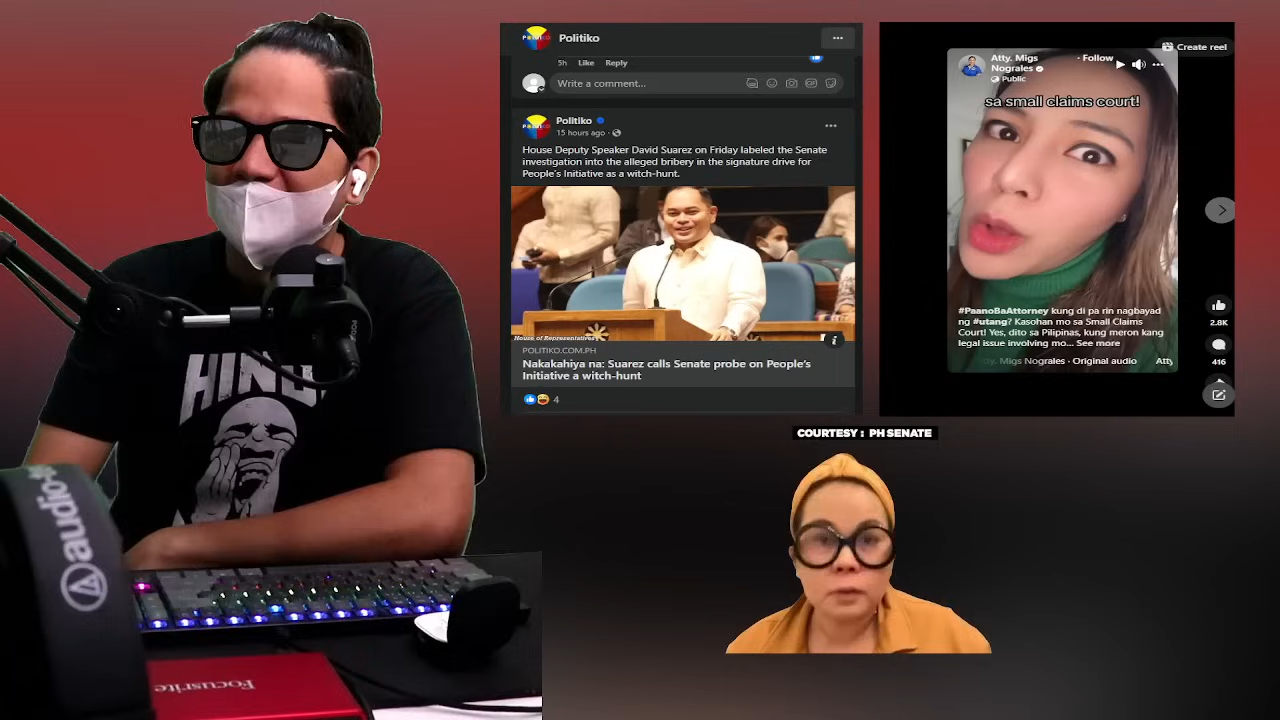 HINDI
audio-t
Focusrite
POLITIKO
Politiko
5h Like Reply
Write a comment...
POLITIKO
Politiko
15 hours ago
House Deputy Speaker David Suarez on Friday labeled the Senate
investigation into the alleged bribery in the signature drive for
People's Initiative as a witch-hunt.
House of Representatives
POLITIKO.COM.PH
Nakakahiya na: Suarez calls Senate probe on People's
Initiative a witch-hunt
4
Create reel
Atty. Migs
Nograles · Follow
Public
sa small claims court!
#PaanoBaAttorney kung di pa rin nagbayad
ng #utang? Kasohan mo sa Small Claims
Court! Yes, dito sa Pilipinas, kung meron kang
legal issue involving mo... See more
ty. Migs Nograles · Original audio Atty
2.8K
416
COURTESY : PH SENATE